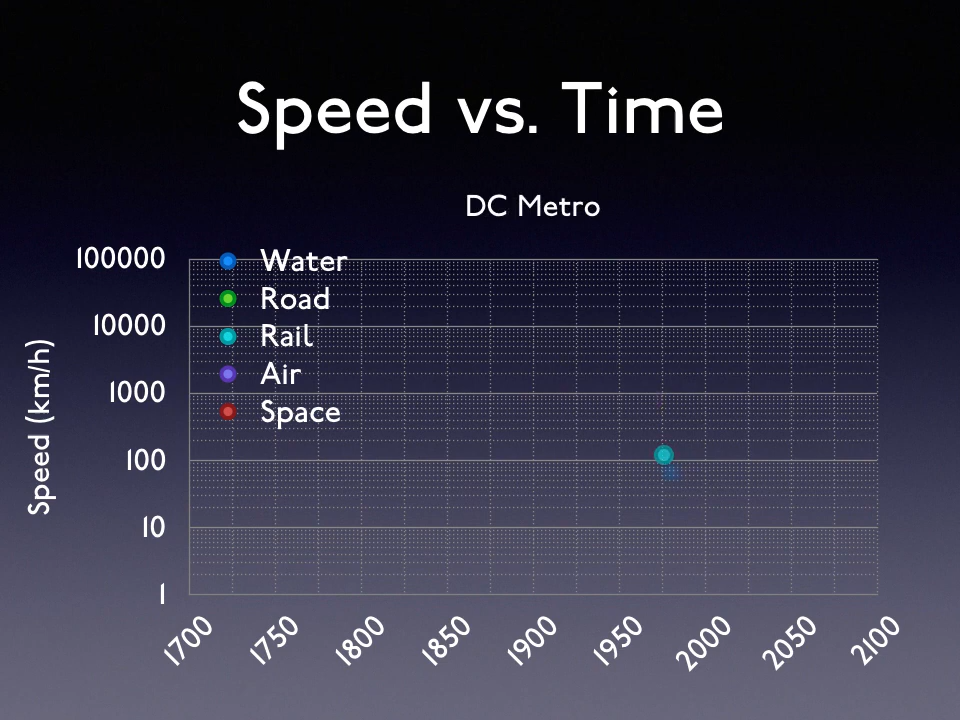 Speed vs. Time
DC Metro
Speed (km/h)
100000
10000
1000
100
10
1
Water
Road
Rail
Air
Space
1700
1750
1800
1850
1900
1950
2000
2050
2100